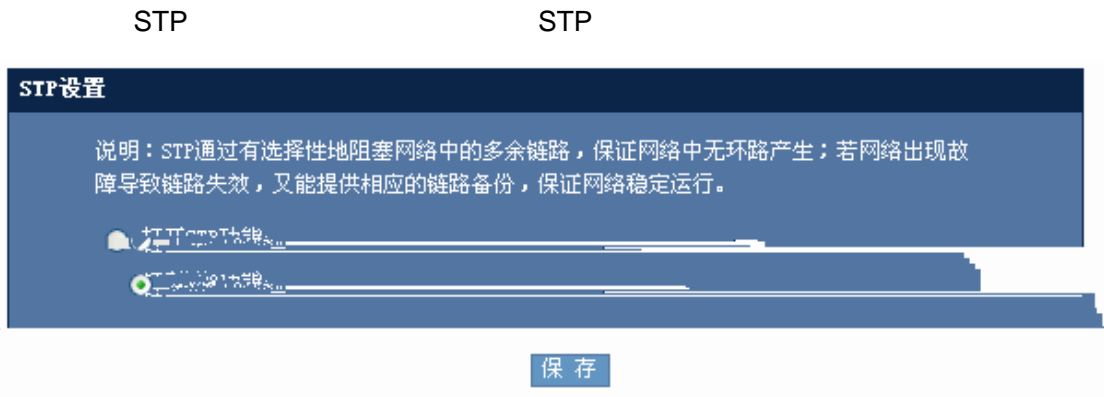 STP STP
STP设置
说明：STP通过有选择性地阻塞网络中的多余链路，保证网络中无环路产生；若网络出现故
障导致链路失效，又能提供相应的链路备份，保证网络稳定运行。
保 存